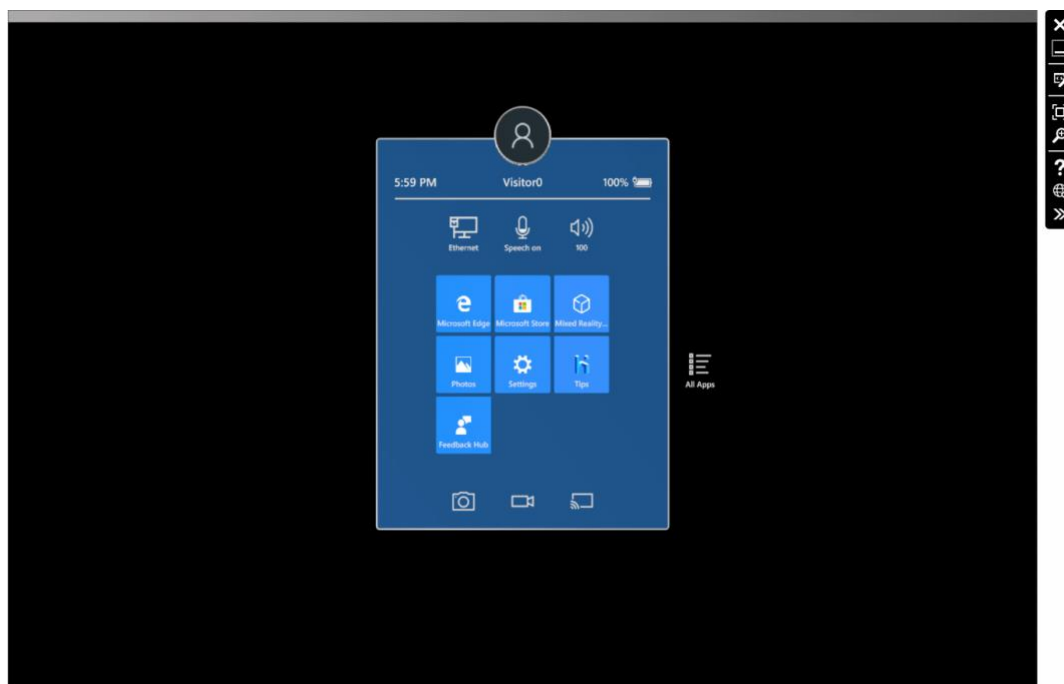 5:59 PM Visitor0 100%
Ethernet Speech on 100
Microsoft Edge Microsoft Store Mixed Reality...
Photos Settings Tips
All Apps
Feedback Hub